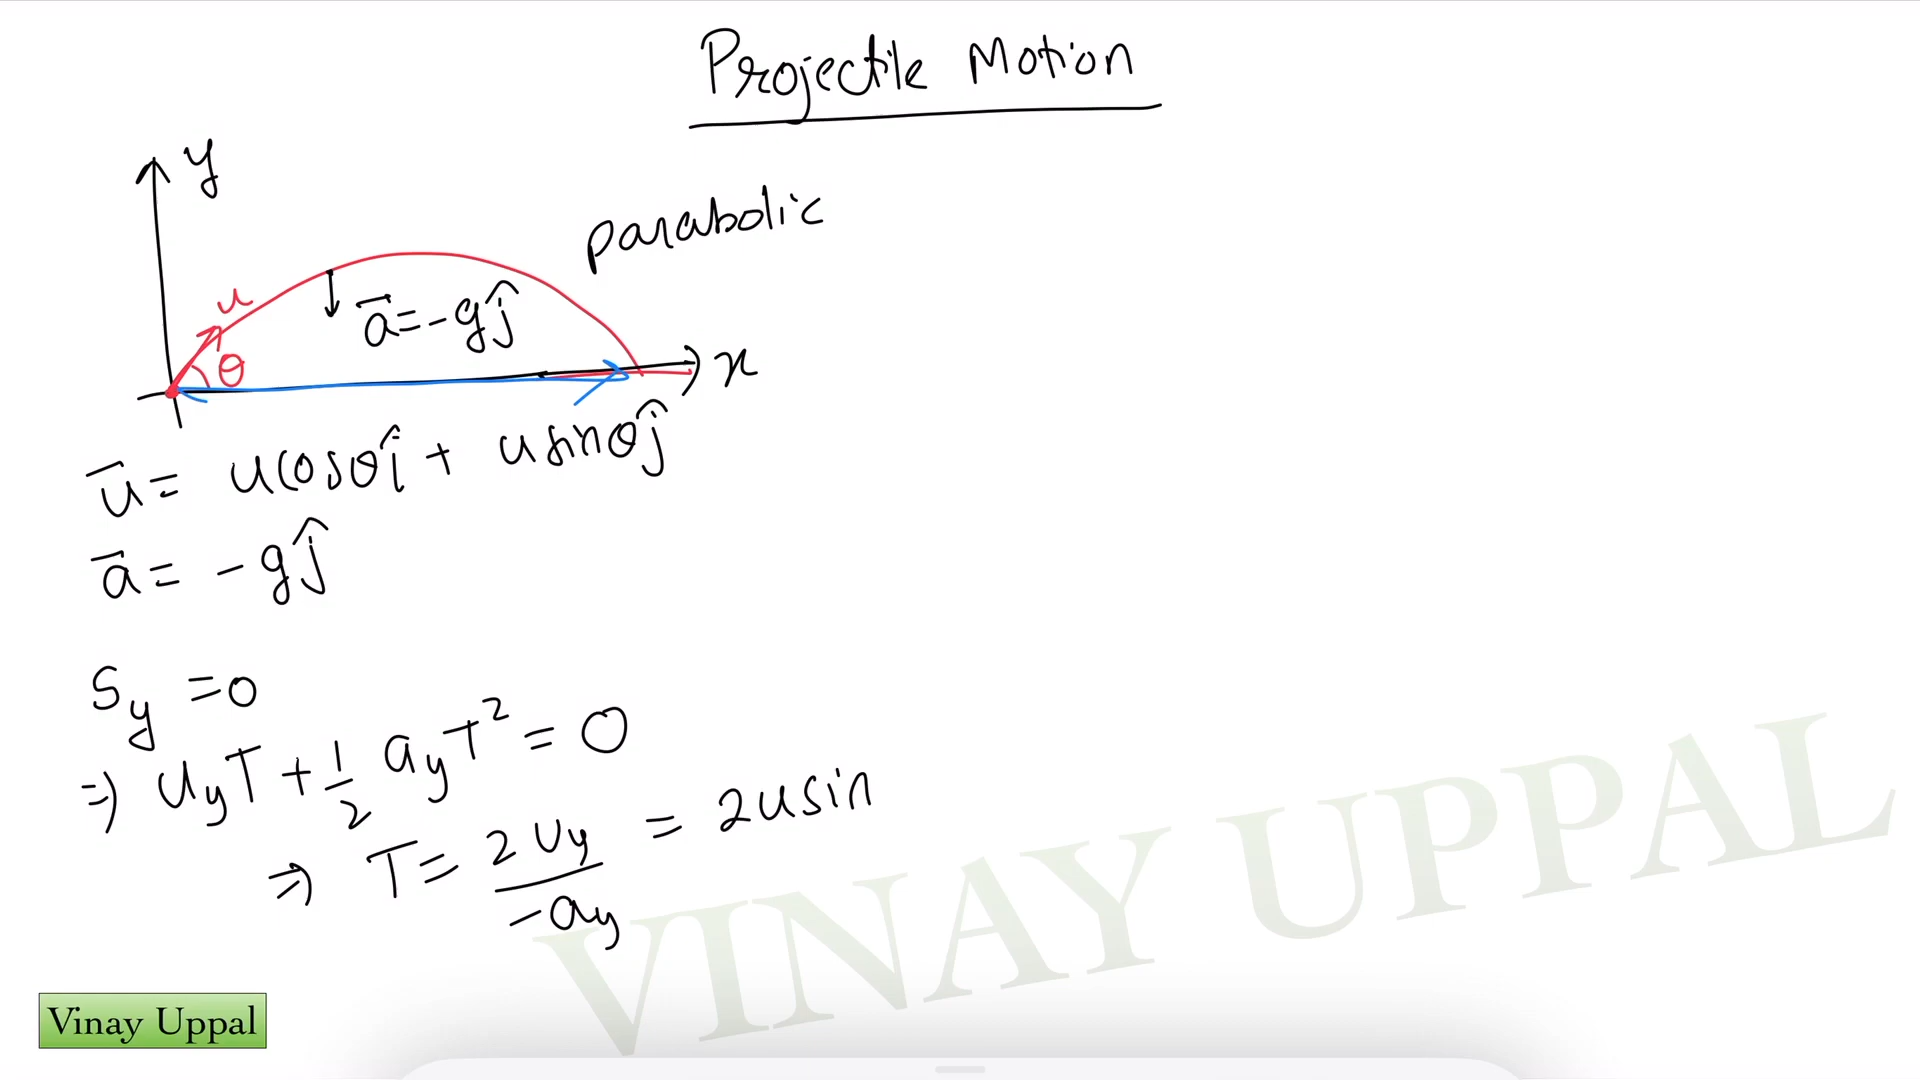 Projectile Motion
y
parabolic
u
a⃗ = -gĵ
θ
x
u⃗ = ucosθî + usinθĵ
a⃗ = -gĵ
Sy = 0
⇒ UyT + 1/2 ayT² = 0
⇒ T = 2Uy/-ay = 2usin
VINAY UPPAL
Vinay Uppal